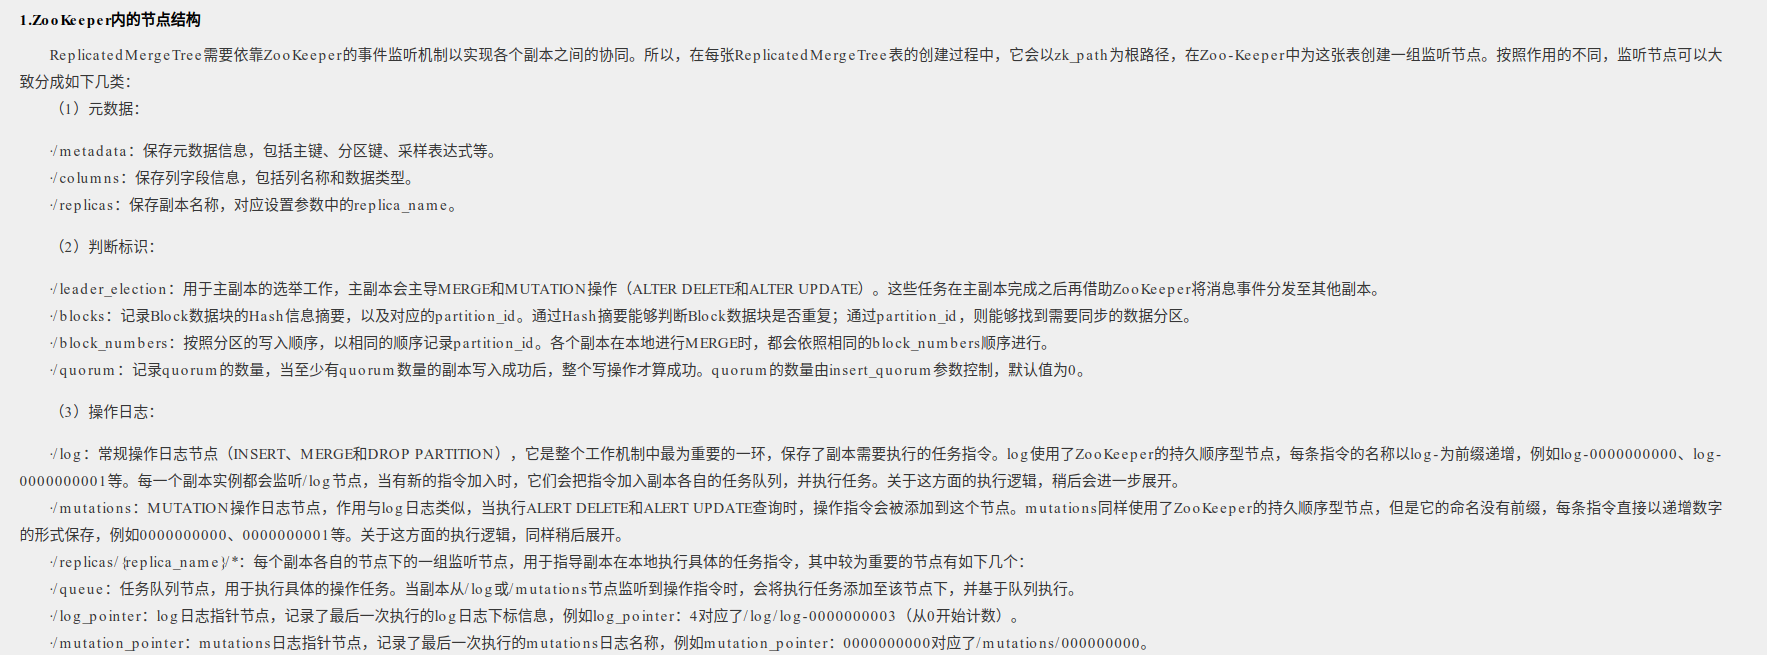 1.ZooKeeper内的节点结构
ReplicatedMergeTree需要依靠ZooKeeper的事件监听机制以实现各个副本之间的协同。所以，在每张ReplicatedMergeTree表的创建过程中，它会以zk_path为根路径，在Zoo-Keeper中为这张表创建一组监听节点。按照作用的不同，监听节点可以大
致分成如下几类：
（1）元数据：
·/metadata：保存元数据信息，包括主键、分区键、采样表达式等。
·/columns：保存列字段信息，包括列名称和数据类型。
·/replicas：保存副本名称，对应设置参数中的replica_name。
（2）判断标识：
·/leader_election：用于主副本的选举工作，主副本会主导MERGE和MUTATION操作（ALTER DELETE和ALTER UPDATE）。这些任务在主副本完成之后再借助ZooKeeper将消息事件分发至其他副本。
·/blocks：记录Block数据块的Hash信息摘要，以及对应的partition_id。通过Hash摘要能够判断Block数据块是否重复；通过partition_id，则能够找到需要同步的数据分区。
·/block_numbers：按照分区的写入顺序，以相同的顺序记录partition_id。各个副本在本地进行MERGE时，都会依照相同的block_numbers顺序进行。
·/quorum：记录quorum的数量，当至少有quorum数量的副本写入成功后，整个写操作才算成功。quorum的数量由insert_quorum参数控制，默认值为0。
（3）操作日志：
·/log：常规操作日志节点（INSERT、MERGE和DROP PARTITION），它是整个工作机制中最为重要的一环，保存了副本需要执行的任务指令。log使用了ZooKeeper的持久顺序型节点，每条指令的名称以log-为前缀递增，例如log-0000000000、log-
0000000001等。每一个副本实例都会监听/log节点，当有新的指令加入时，它们会把指令加入副本各自的任务队列，并执行任务。关于这方面的执行逻辑，稍后会进一步展开。
·/mutations：MUTATION操作日志节点，作用与log日志类似，当执行ALERT DELETE和ALERT UPDATE查询时，操作指令会被添加到这个节点。mutations同样使用了ZooKeeper的持久顺序型节点，但是它的命名没有前缀，每条指令直接以递增数字
的形式保存，例如0000000000、0000000001等。关于这方面的执行逻辑，同样稍后展开。
·/replicas/{replica_name}/*：每个副本各自的节点下的一组监听节点，用于指导副本在本地执行具体的任务指令，其中较为重要的节点有如下几个：
·/queue：任务队列节点，用于执行具体的操作任务。当副本从/log或/mutations节点监听到操作指令时，会将执行任务添加至该节点下，并基于队列执行。
·/log_pointer：log日志指针节点，记录了最后一次执行的log日志下标信息，例如log_pointer：4对应了/log/log-0000000003（从0开始计数）。
·/mutation_pointer：mutations日志指针节点，记录了最后一次执行的mutations日志名称，例如mutation_pointer：0000000000对应了/mutations/000000000。